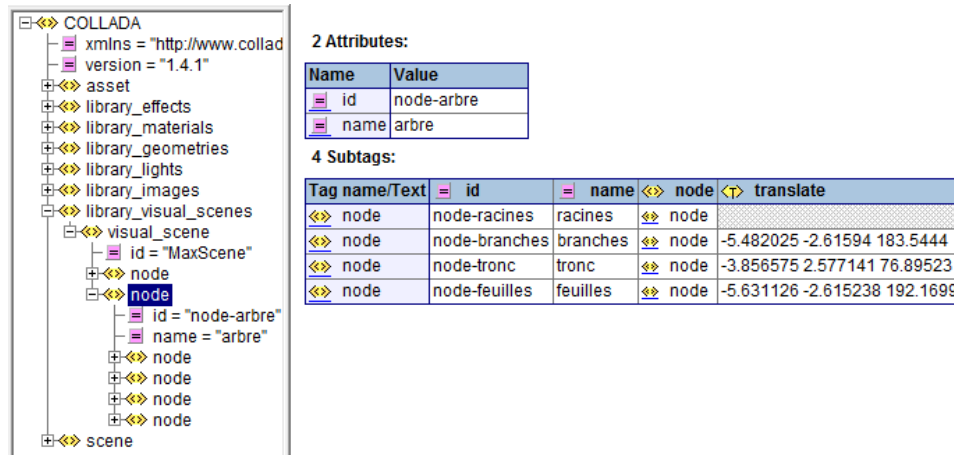 COLLADA
xmlns = "http://www.collad
version = "1.4.1"
asset
library_effects
library_materials
library_geometries
library_lights
library_images
library_visual_scenes
visual_scene
id = "MaxScene"
node
node
id = "node-arbre"
name = "arbre"
node
node
node
node
scene
2 Attributes:
Name Value
id node-arbre
name arbre
4 Subtags:
Tag name/Text id name node translate
node node-racines racines node
node node-branches branches node -5.482025 -2.61594 183.5444
node node-tronc tronc node -3.856575 2.577141 76.89523
node node-feuilles feuilles node -5.631126 -2.615238 192.1699